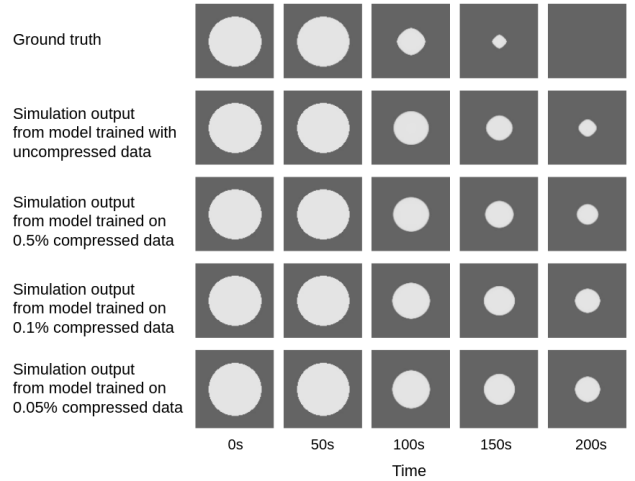 Ground truth
Simulation output
from model trained with
uncompressed data
Simulation output
from model trained on
0.5% compressed data
Simulation output
from model trained on
0.1% compressed data
Simulation output
from model trained on
0.05% compressed data
0s 50s 100s 150s 200s
Time